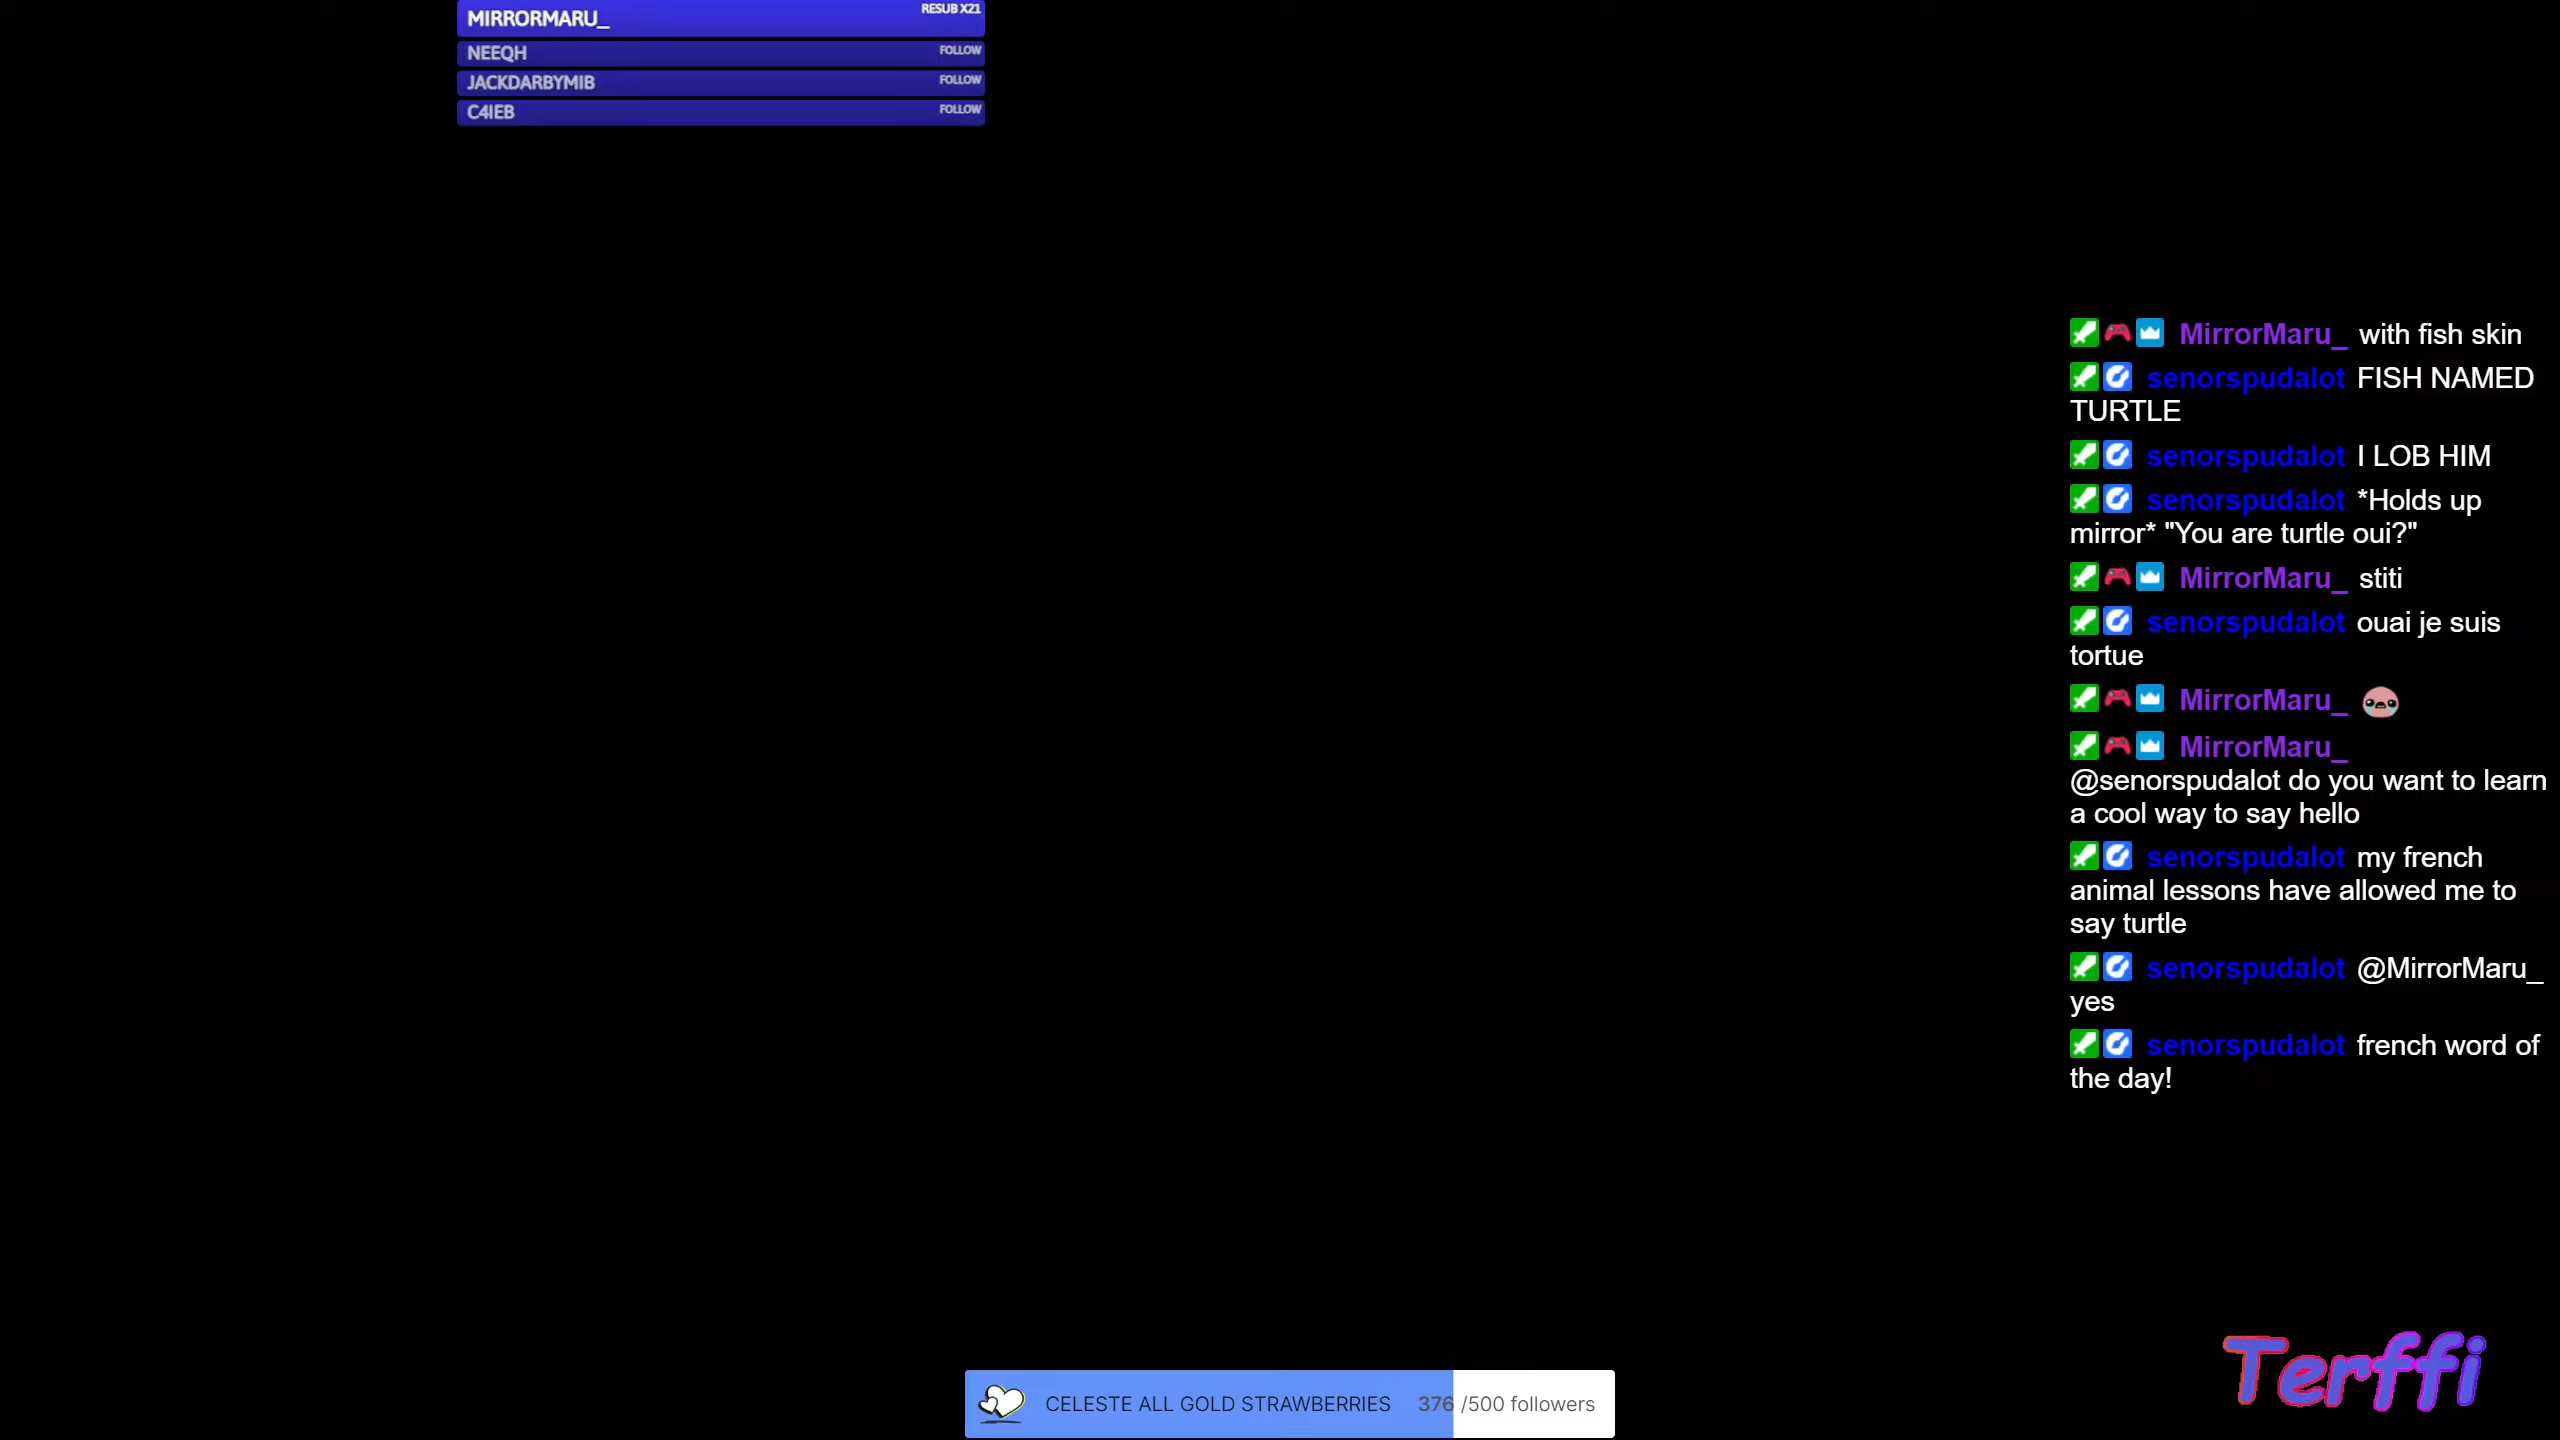 MIRRORMARU_ RESUB X21
NEEQH FOLLOW
JACKDARBYMIB FOLLOW
C4IEB FOLLOW
MirrorMaru_ with fish skin
senorspudalot FISH NAMED
TURTLE
senorspudalot I LOB HIM
senorspudalot *Holds up
mirror* "You are turtle oui?"
MirrorMaru_ stiti
senorspudalot ouai je suis
tortue
MirrorMaru_
MirrorMaru_
@senorspudalot do you want to learn
a cool way to say hello
senorspudalot my french
animal lessons have allowed me to
say turtle
senorspudalot @MirrorMaru_
yes
senorspudalot french word of
the day!
Terffi
CELESTE ALL GOLD STRAWBERRIES 376 /500 followers